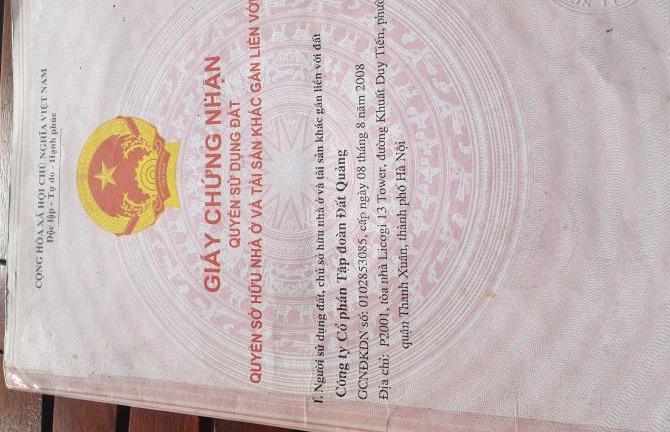 CỘNG HÒA XÃ HỘI CHỦ NGHĨA VIỆT NAM
Độc lập - Tự do - Hạnh phúc
GIẤY CHỨNG NHẬN
QUYỀN SỬ DỤNG ĐẤT
QUYỀN SỞ HỮU NHÀ Ở VÀ TÀI SẢN KHÁC GẮN LIỀN VỚI
I. Người sử dụng đất, chủ sở hữu nhà ở và tài sản khác gắn liền với đất
Công ty Cổ phần Tập đoàn Đất Quảng
GCNĐKDN số: 0102853085, cấp ngày 08 tháng 8 năm 2008
Địa chỉ: P2001, tòa nhà Licogi 13 Tower, đường Khuất Duy Tiến,
quận Thanh Xuân, thành phố Hà Nội